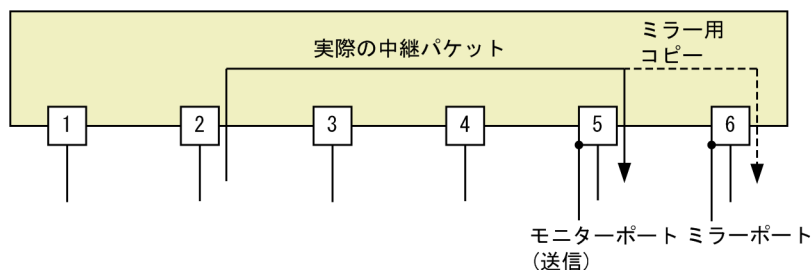 実際の中継パケット
ミラー用
コピー
1
2
3
4
5
6
モニターポート
(送信)
ミラーポート